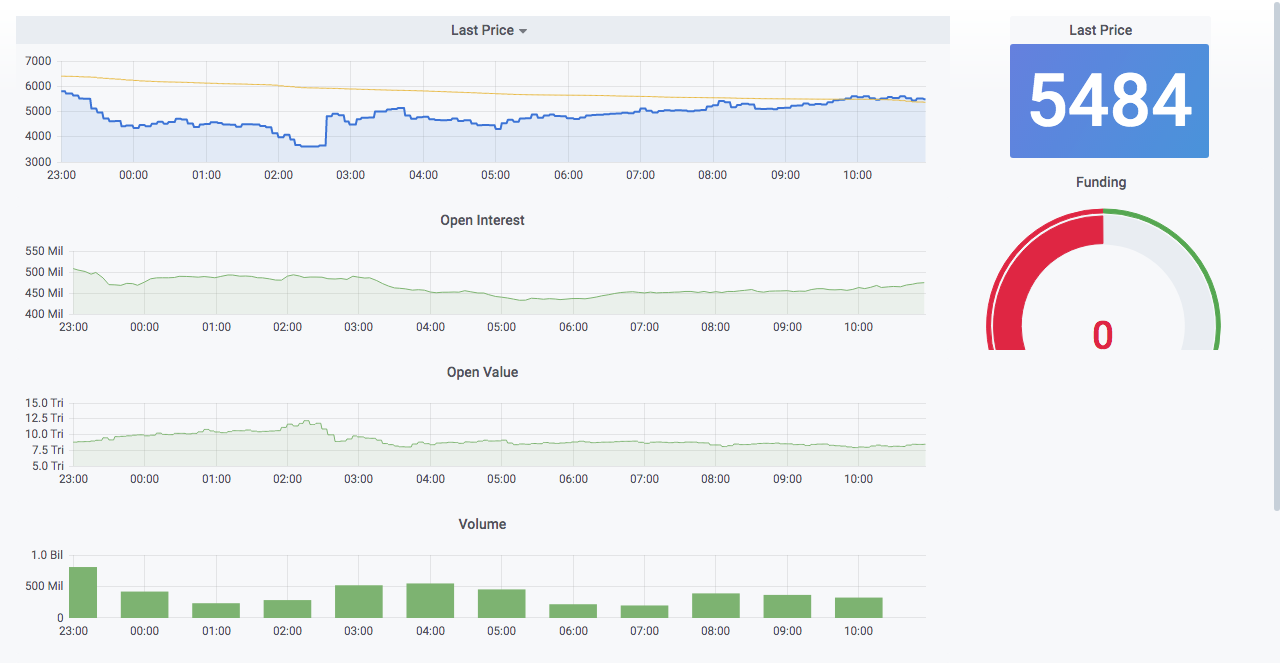 Last Price
7000
6000
5000
4000
3000
23:00 00:00 01:00 02:00 03:00 04:00 05:00 06:00 07:00 08:00 09:00 10:00
Open Interest
550 Mil
500 Mil
450 Mil
400 Mil
23:00 00:00 01:00 02:00 03:00 04:00 05:00 06:00 07:00 08:00 09:00 10:00
Open Value
15.0 Tri
12.5 Tri
10.0 Tri
7.5 Tri
5.0 Tri
23:00 00:00 01:00 02:00 03:00 04:00 05:00 06:00 07:00 08:00 09:00 10:00
Volume
1.0 Bil
500 Mil
0
23:00 00:00 01:00 02:00 03:00 04:00 05:00 06:00 07:00 08:00 09:00 10:00
Last Price
5484
Funding
0